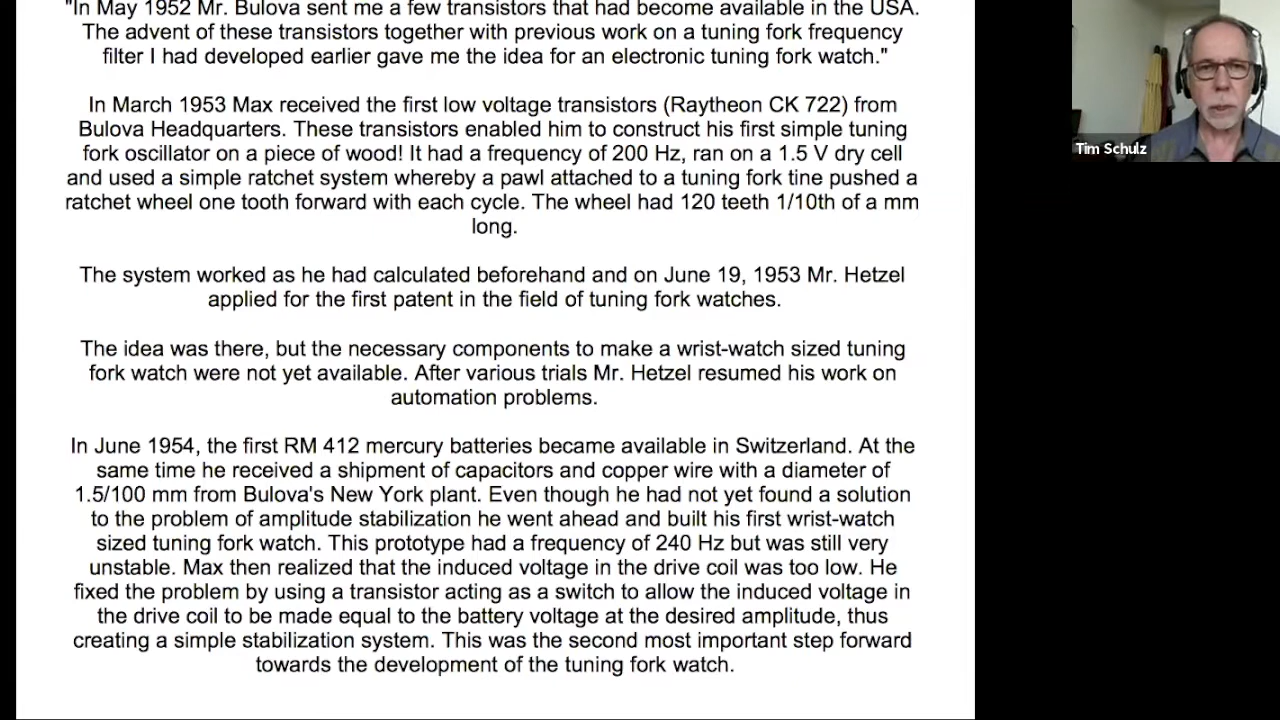 "In May 1952 Mr. Bulova sent me a few transistors that had become available in the USA.
The advent of these transistors together with previous work on a tuning fork frequency
filter I had developed earlier gave me the idea for an electronic tuning fork watch."
In March 1953 Max received the first low voltage transistors (Raytheon CK 722) from
Bulova Headquarters. These transistors enabled him to construct his first simple tuning
fork oscillator on a piece of wood! It had a frequency of 200 Hz, ran on a 1.5 V dry cell
and used a simple ratchet system whereby a pawl attached to a tuning fork tine pushed a
ratchet wheel one tooth forward with each cycle. The wheel had 120 teeth 1/10th of a mm
long.
The system worked as he had calculated beforehand and on June 19, 1953 Mr. Hetzel
applied for the first patent in the field of tuning fork watches.
The idea was there, but the necessary components to make a wrist-watch sized tuning
fork watch were not yet available. After various trials Mr. Hetzel resumed his work on
automation problems.
In June 1954, the first RM 412 mercury batteries became available in Switzerland. At the
same time he received a shipment of capacitors and copper wire with a diameter of
1.5/100 mm from Bulova's New York plant. Even though he had not yet found a solution
to the problem of amplitude stabilization he went ahead and built his first wrist-watch
sized tuning fork watch. This prototype had a frequency of 240 Hz but was still very
unstable. Max then realized that the induced voltage in the drive coil was too low. He
fixed the problem by using a transistor acting as a switch to allow the induced voltage in
the drive coil to be made equal to the battery voltage at the desired amplitude, thus
creating a simple stabilization system. This was the second most important step forward
towards the development of the tuning fork watch.
Tim Schulz